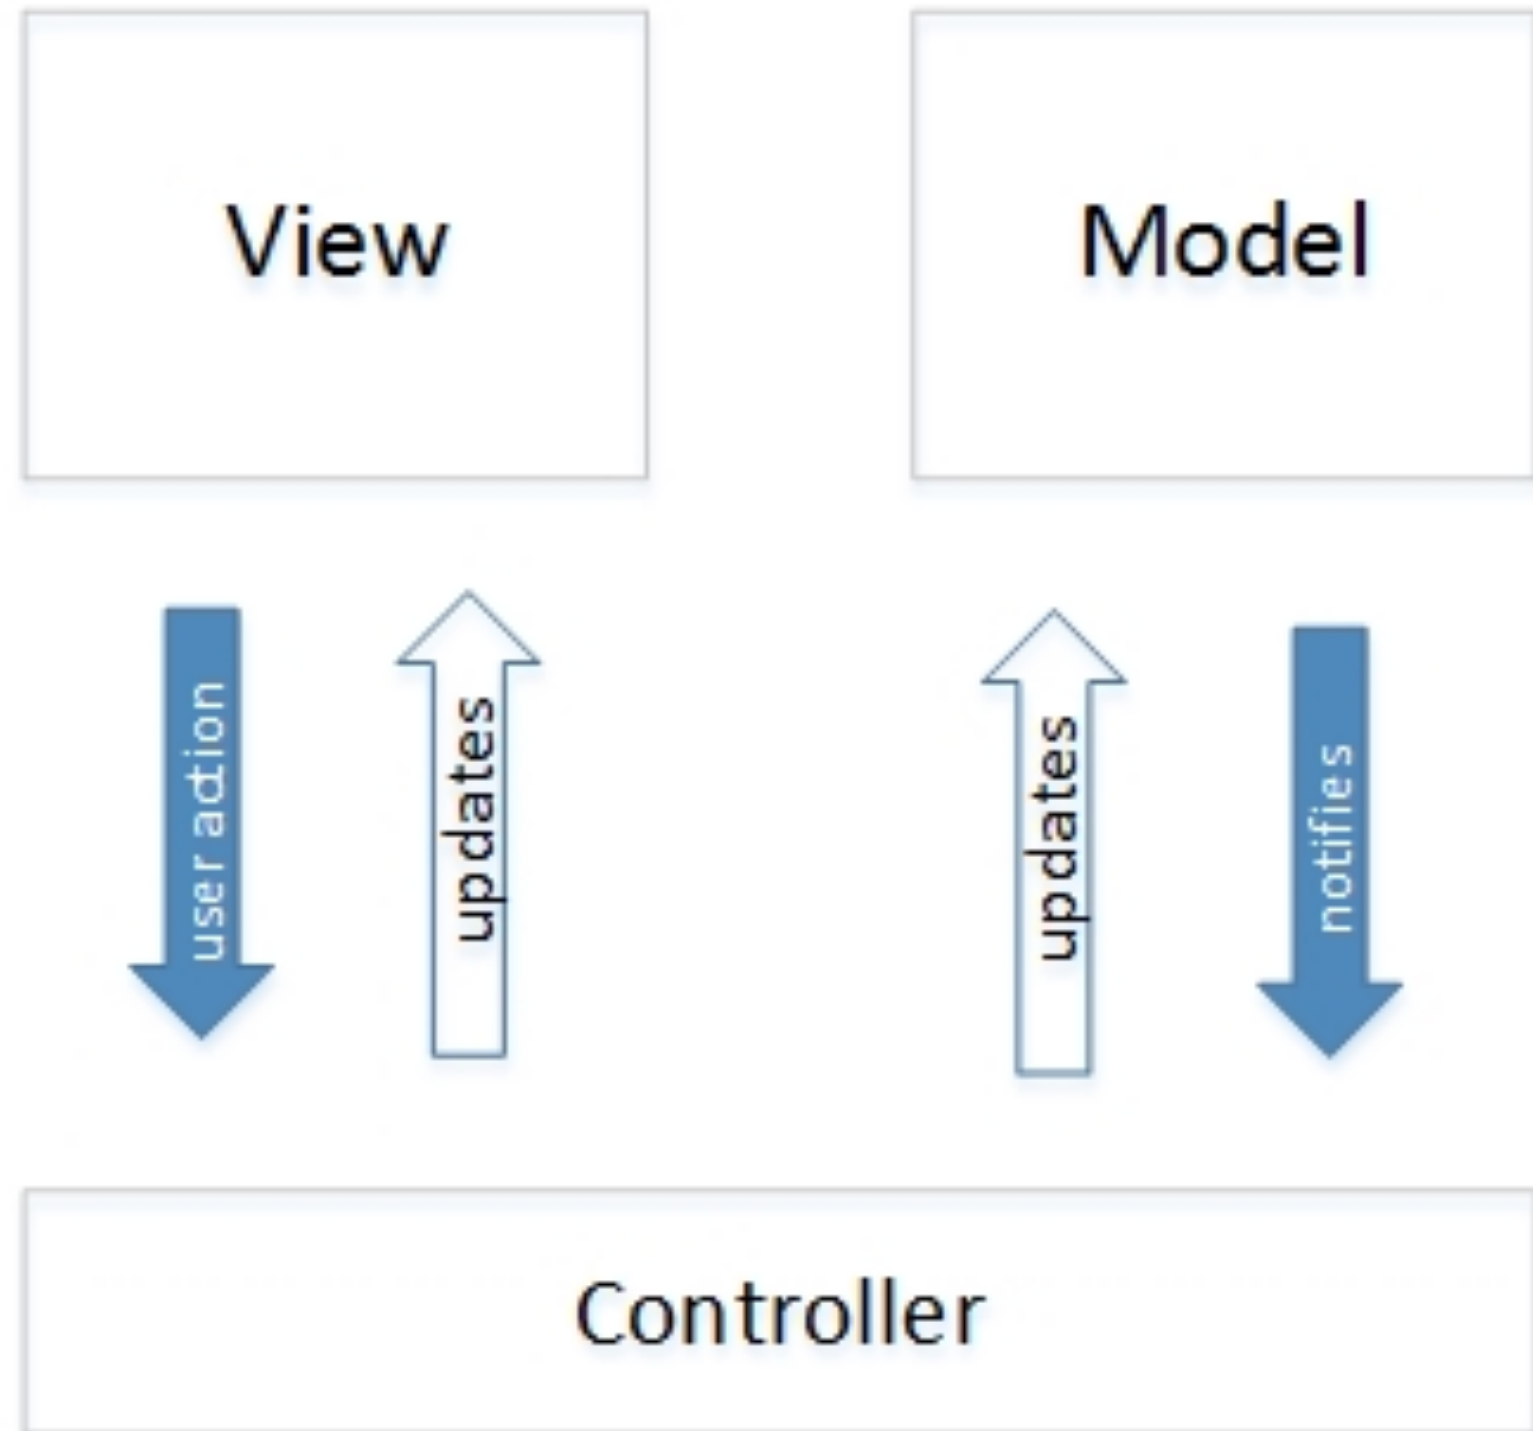 View
Model
user action
updates
updates
notifies
Controller